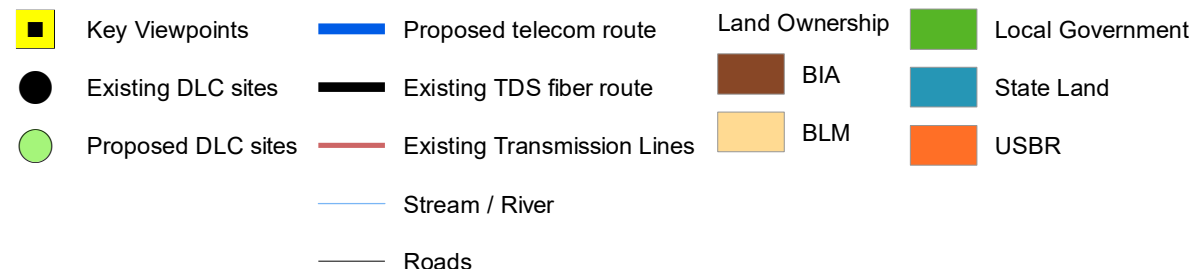 Key Viewpoints
Existing DLC sites
Proposed DLC sites
Proposed telecom route
Existing TDS fiber route
Existing Transmission Lines
Stream / River
Roads
Land Ownership
BIA
BLM
Local Government
State Land
USBR